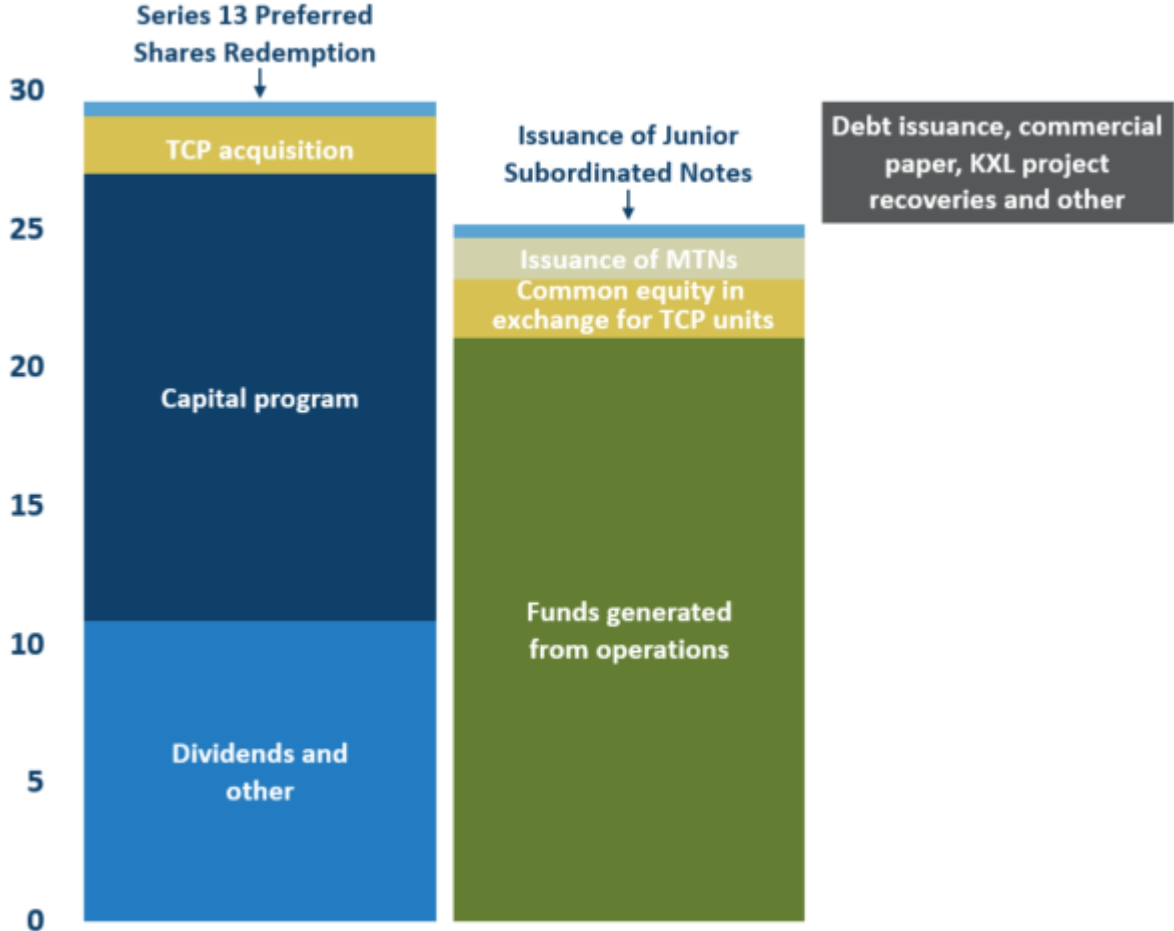 Series 13 Preferred
Shares Redemption
30
TCP acquisition
Issuance of Junior
Subordinated Notes
Debt issuance, commercial
paper, KXL project
recoveries and other
25
Issuance of MTNs
Common equity in
exchange for TCP units
20
Capital program
15
Funds generated
from operations
10
Dividends and
other
5
0